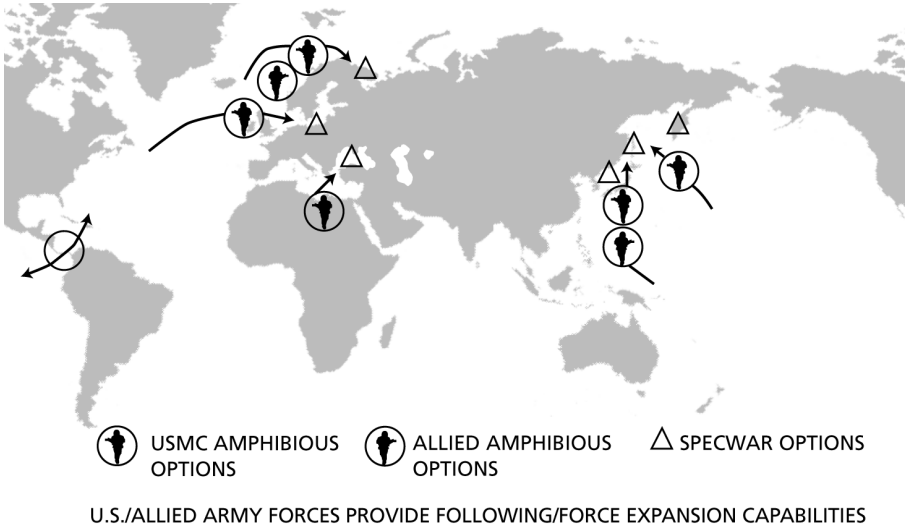 USMC AMPHIBIOUS
OPTIONS
ALLIED AMPHIBIOUS
OPTIONS
SPECWAR OPTIONS
U.S./ALLIED ARMY FORCES PROVIDE FOLLOWING/FORCE EXPANSION CAPABILITIES